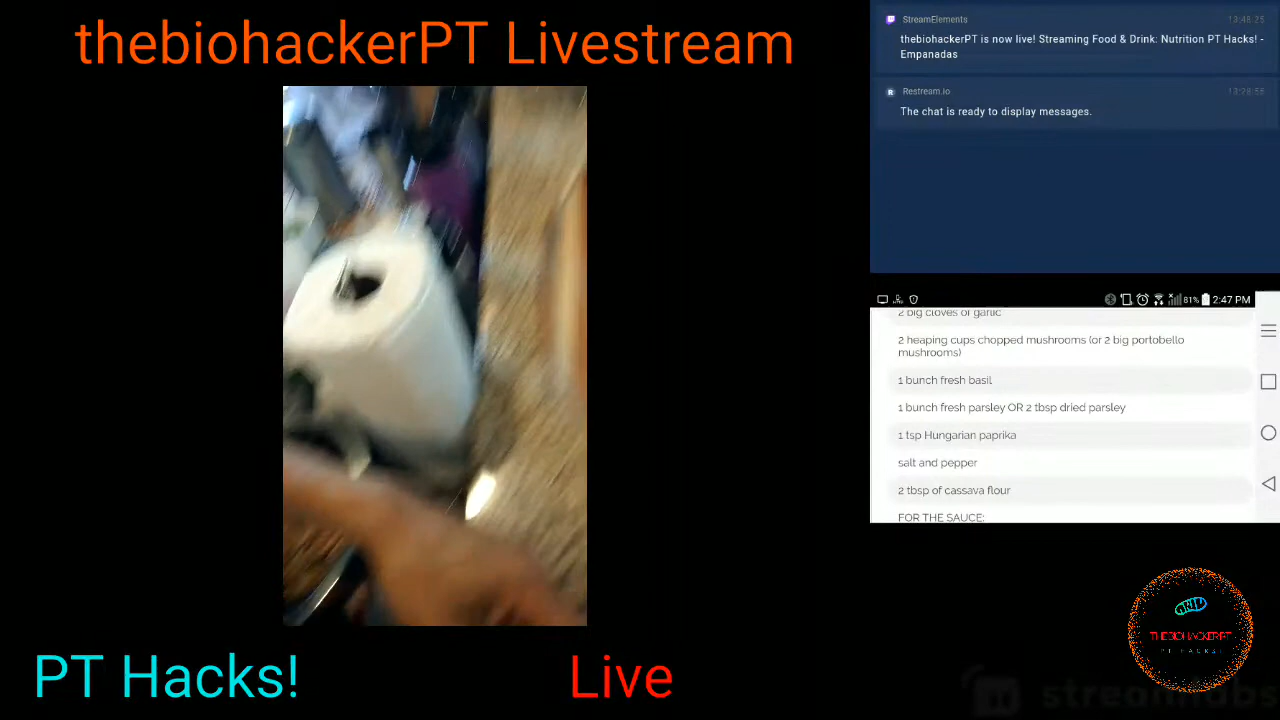 thebiohackerPT Livestream
StreamElements
13:48:25
thebiohackerPT is now live! Streaming Food & Drink: Nutrition PT Hacks! -
Empanadas
Restream.io
13:28:55
The chat is ready to display messages.
81% 2:47 PM
2 big cloves of garlic
2 heaping cups chopped mushrooms (or 2 big portobello
mushrooms)
1 bunch fresh basil
1 bunch fresh parsley OR 2 tbsp dried parsley
1 tsp Hungarian paprika
salt and pepper
2 tbsp of cassava flour
FOR THE SAUCE:
THEBIOHACKERPT
PT HACKS!
PT Hacks!
Live
streamlabs